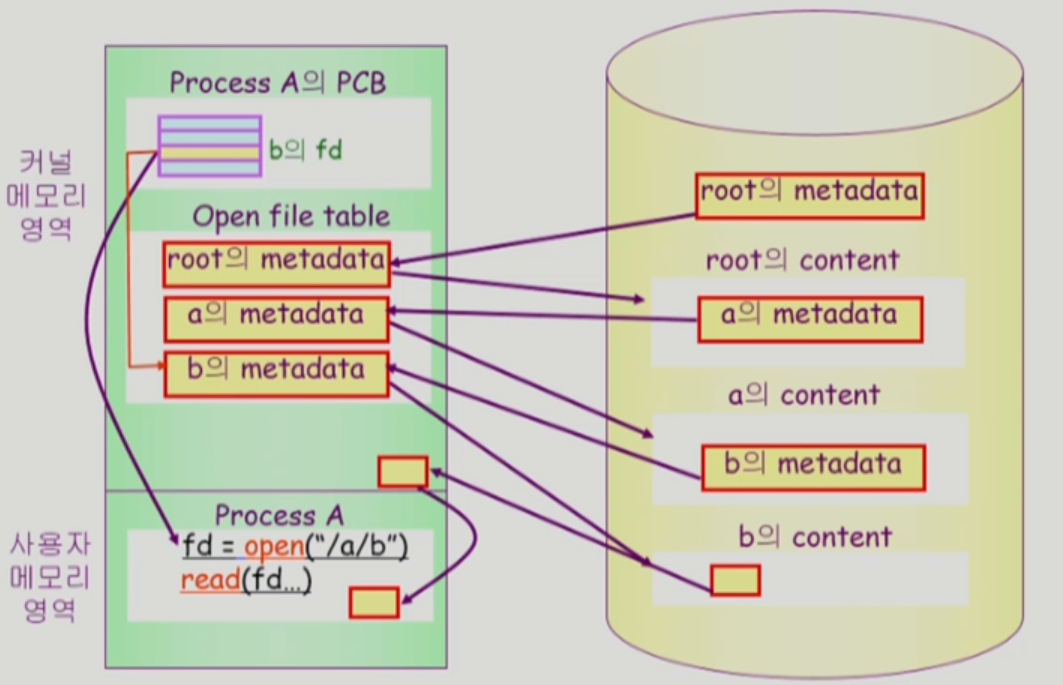 커널
메모리
영역
Process A의 PCB
b의 fd
Open file table
root의 metadata
a의 metadata
b의 metadata
사용자
메모리
영역
Process A
fd = open(“/a/b”)
read(fd...)
root의 metadata
root의 content
a의 metadata
a의 content
b의 metadata
b의 content